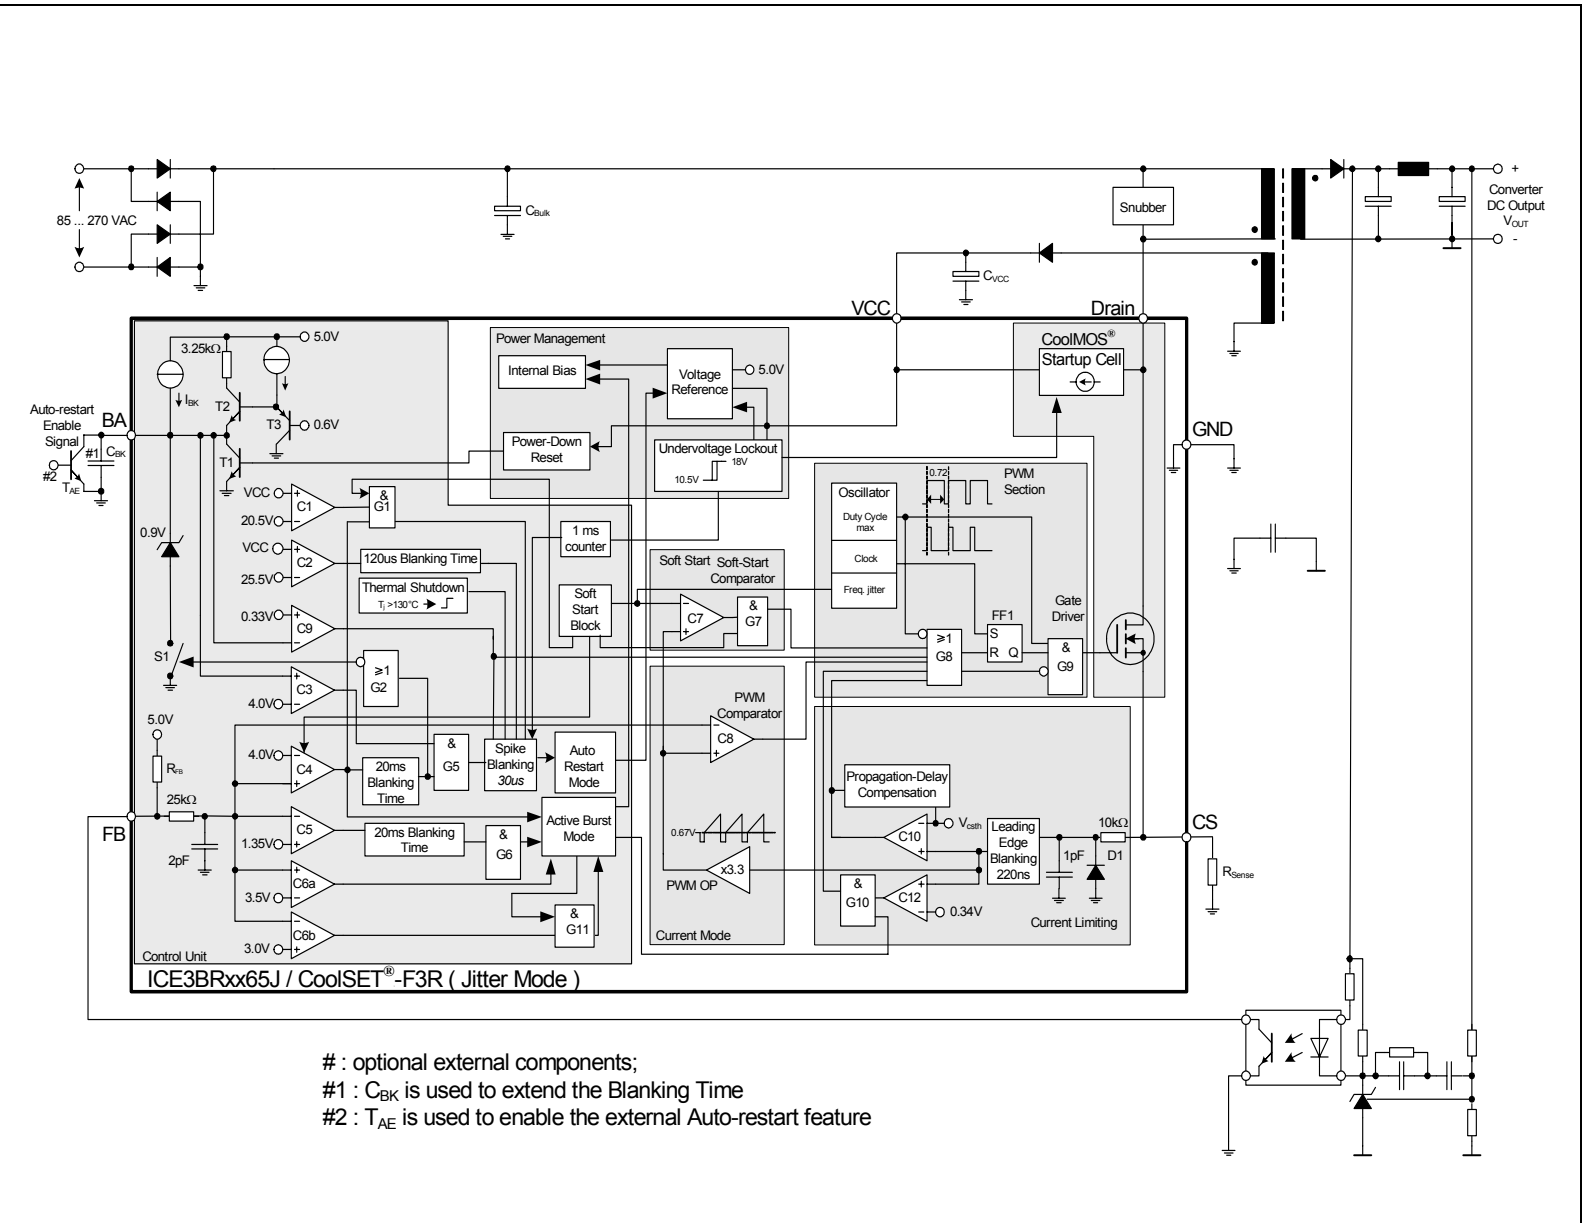 85 ... 270 VAC
CBulk
Snubber
+
Converter
DC Output
VOUT
-
CVCC
VCC
Drain
5.0V
3.25kΩ
IBK
T2
T3
0.6V
T1
Auto-restart
Enable
Signal
BA
#1
CBK
#2
TAE
0.9V
S1
Power Management
Internal Bias
Voltage
Reference
5.0V
Power-Down
Reset
Undervoltage Lockout
18V
10.5V
CoolMOS®
Startup Cell
GND
VCC
+
C1
20.5V
-
&
G1
VCC
+
C2
25.5V
-
120us Blanking Time
Thermal Shutdown
Tj >130°C
0.33V
+
C9
-
≥1
G2
+
C3
4.0V
-
1 ms
counter
Soft
Start
Block
Soft Start
Soft-Start
Comparator
-
C7
+
&
G7
Oscillator
Duty Cycle
max
Clock
Freq. jitter
0.72
PWM
Section
≥1
G8
FF1
S
R Q
Gate
Driver
&
G9
5.0V
RFB
25kΩ
FB
2pF
4.0V
-
C4
+
20ms
Blanking
Time
&
G5
Spike
Blanking
30us
Auto
Restart
Mode
-
C5
1.35V
+
20ms Blanking
Time
&
G6
Active Burst
Mode
+
C6a
3.5V
-
-
C6b
3.0V
+
&
G11
Control Unit
PWM
Comparator
-
C8
+
0.67V
x3.3
PWM OP
Current Mode
Propagation-Delay
Compensation
-
Vcsth
C10
+
Leading
Edge
Blanking
220ns
10kΩ
1pF
D1
CS
RSense
&
G10
+
C12
-
0.34V
Current Limiting
ICE3BRxx65J / CoolSET®-F3R ( Jitter Mode )
# : optional external components;
#1 : CBK is used to extend the Blanking Time
#2 : TAE is used to enable the external Auto-restart feature